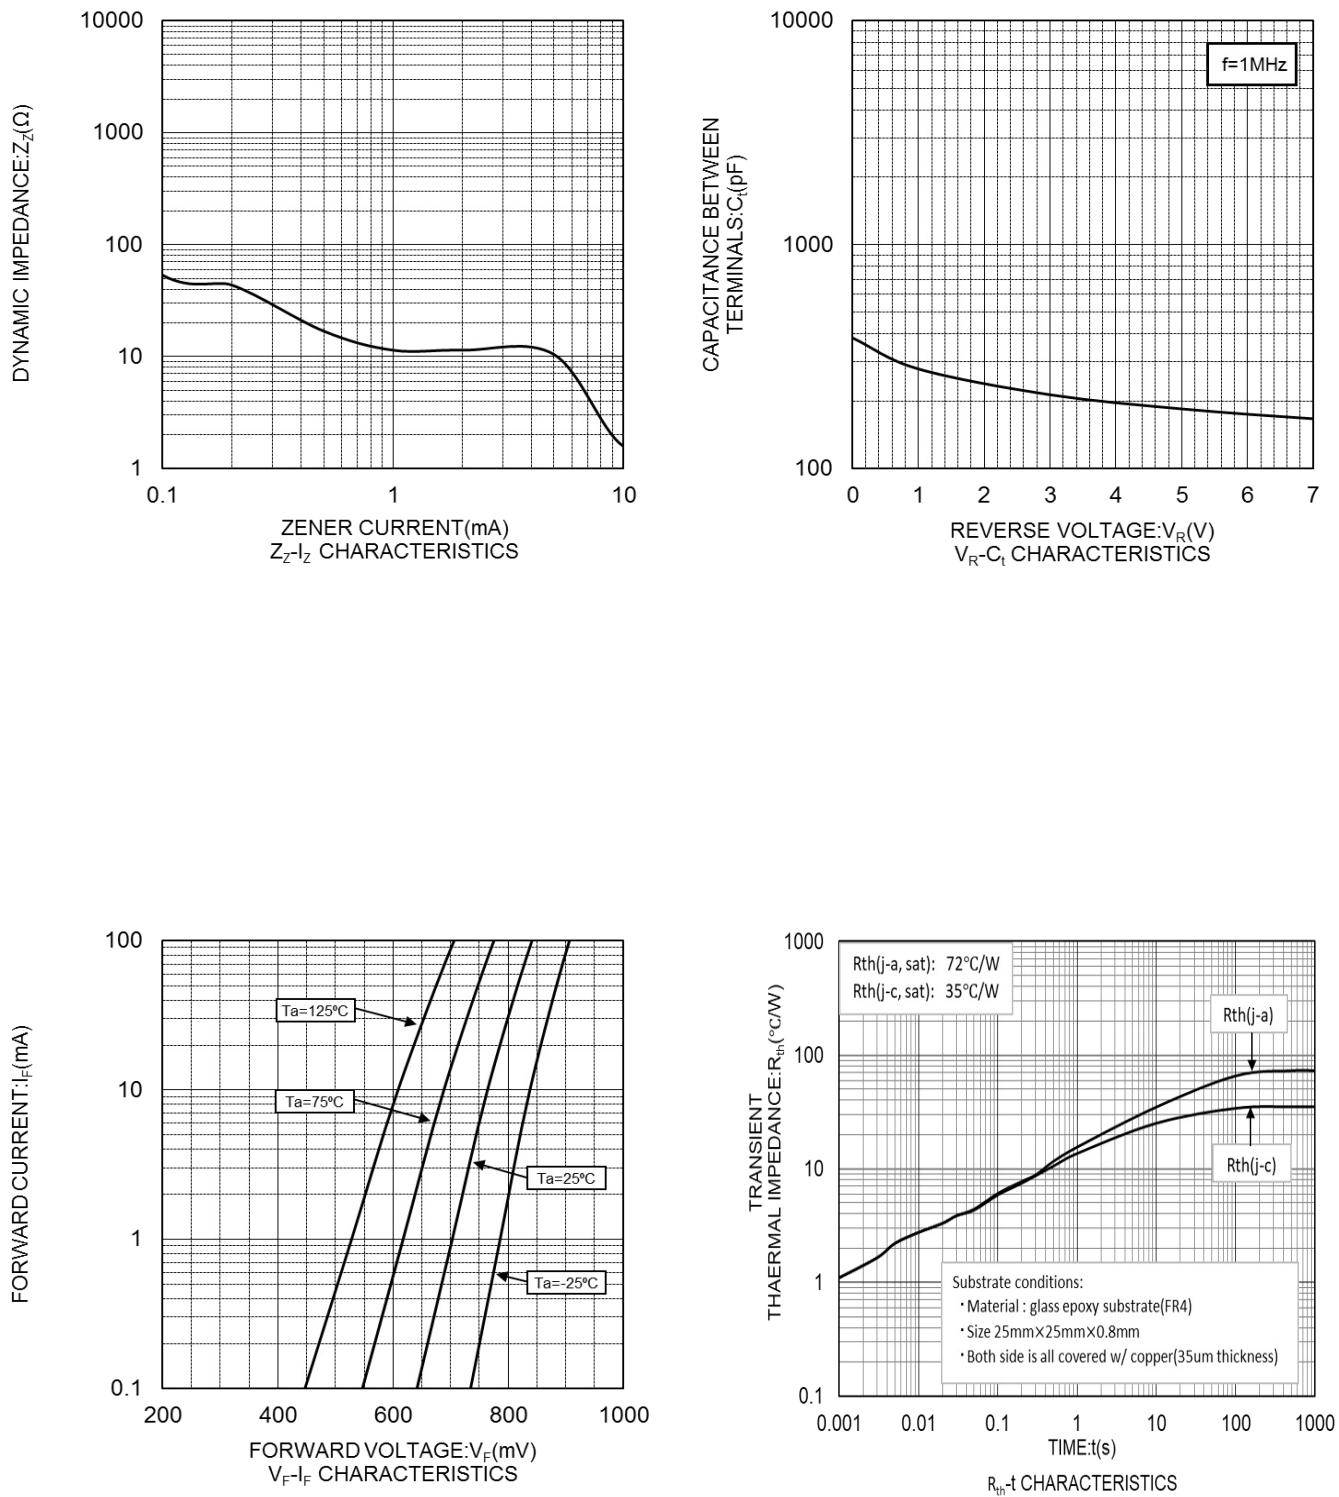 10000
1000
100
10
1
0.1
1
10
DYNAMIC IMPEDANCE:ZZ(Ω)
ZENER CURRENT(mA)
ZZ-IZ CHARACTERISTICS
10000
1000
100
0
1
2
3
4
5
6
7
f=1MHz
CAPACITANCE BETWEEN
TERMINALS:Ct(pF)
REVERSE VOLTAGE:VR(V)
VR-Ct CHARACTERISTICS
100
10
1
0.1
200
400
600
800
1000
FORWARD CURRENT:IF(mA)
Ta=125ºC
Ta=75ºC
Ta=25ºC
Ta=-25ºC
FORWARD VOLTAGE:VF(mV)
VF-IF CHARACTERISTICS
1000
100
10
1
0.1
0.001
0.01
0.1
1
10
100
1000
TRANSIENT
THAERMAL IMPEDANCE:Rth(°C/W)
Rth(j-a, sat): 72°C/W
Rth(j-c, sat): 35°C/W
Rth(j-a)
Rth(j-c)
Substrate conditions:
・Material : glass epoxy substrate(FR4)
・Size 25mm×25mm×0.8mm
・Both side is all covered w/ copper(35um thickness)
TIME:t(s)
Rth-t CHARACTERISTICS